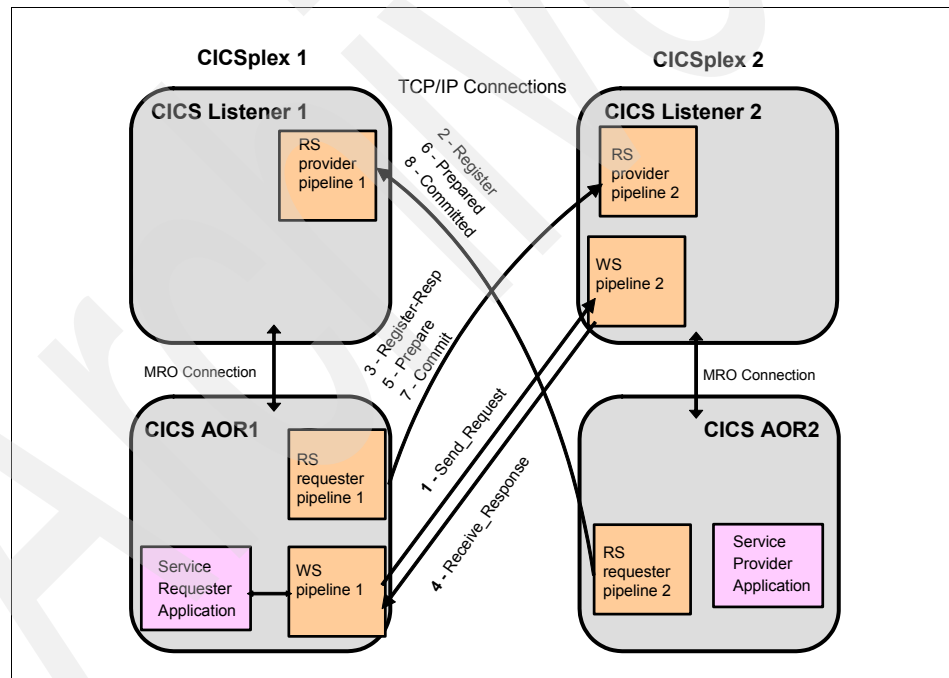 CICSplex 1
CICSplex 2
TCP/IP Connections
CICS Listener 1
RS
provider
pipeline 1
2 - Register
6 - Prepared
8 - Committed
CICS Listener 2
RS
provider
pipeline 2
WS
pipeline 2
3 - Register-Resp
5 - Prepare
7 - Commit
MRO Connection
MRO Connection
CICS AOR1
RS
requester
pipeline 1
Service
Requester
Application
WS
pipeline 1
1 - Send_Request
4 - Receive_Response
CICS AOR2
RS
requester
pipeline 2
Service
Provider
Application